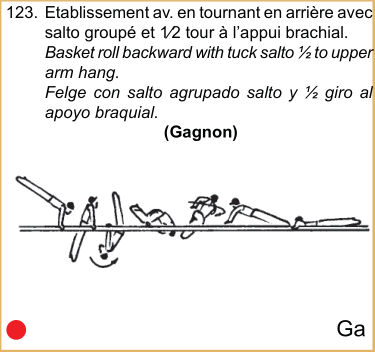 123. Etablissement av. en tournant en arrière avec
salto groupé et 1⁄2 tour à l'appui brachial.
Basket roll backward with tuck salto ½ to upper
arm hang.
Felge con salto agrupado salto y ½ giro al
apoyo braquial.
(Gagnon)
Ga